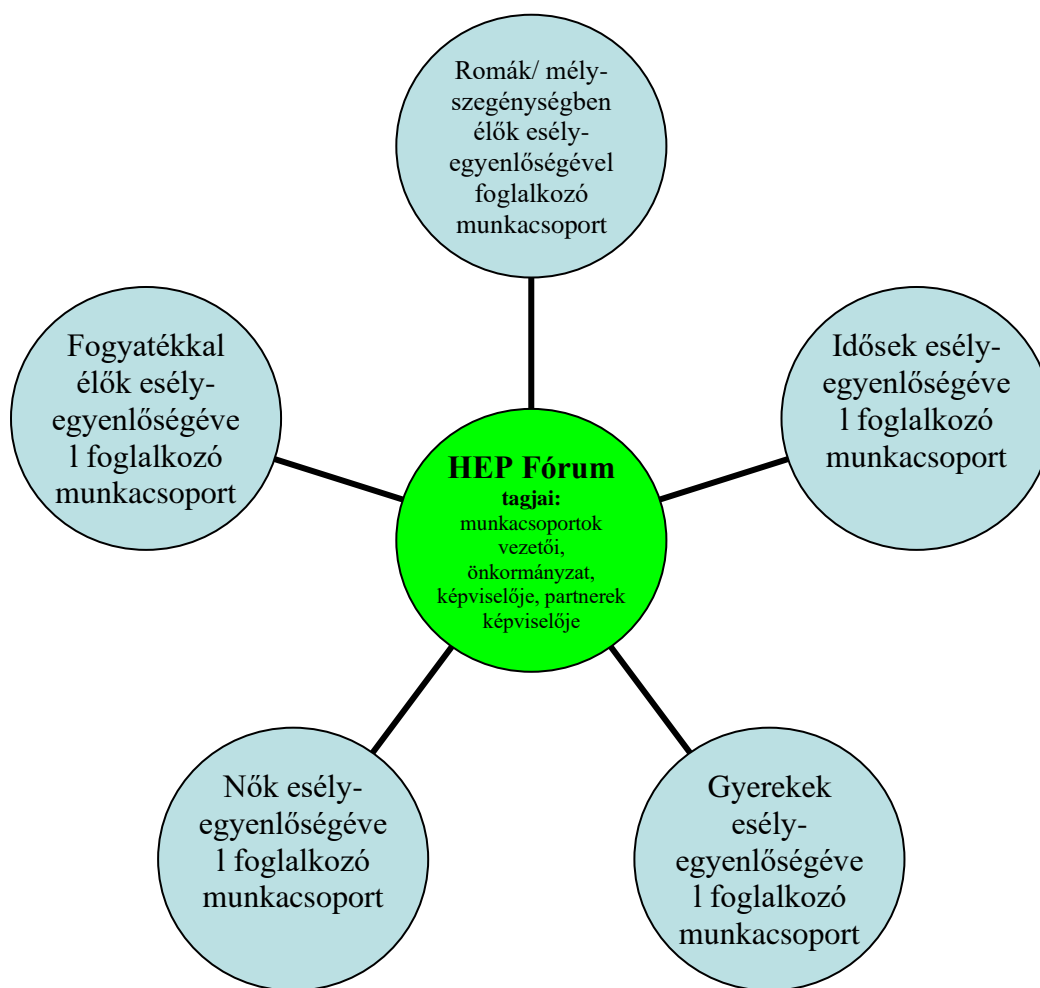 Romák/ mély-
szegénységben
élők esély-
egyenlőségével
foglalkozó
munkacsoport
Fogyatékkal
élők esély-
egyenlőségéve
l foglalkozó
munkacsoport
Idősek esély-
egyenlőségéve
l foglalkozó
munkacsoport
HEP Fórum
tagjai:
munkacsoportok
vezetői,
önkormányzat,
képviselője, partnerek
képviselője
Nők esély-
egyenlőségéve
l foglalkozó
munkacsoport
Gyerekek
esély-
egyenlőségéve
l foglalkozó
munkacsoport